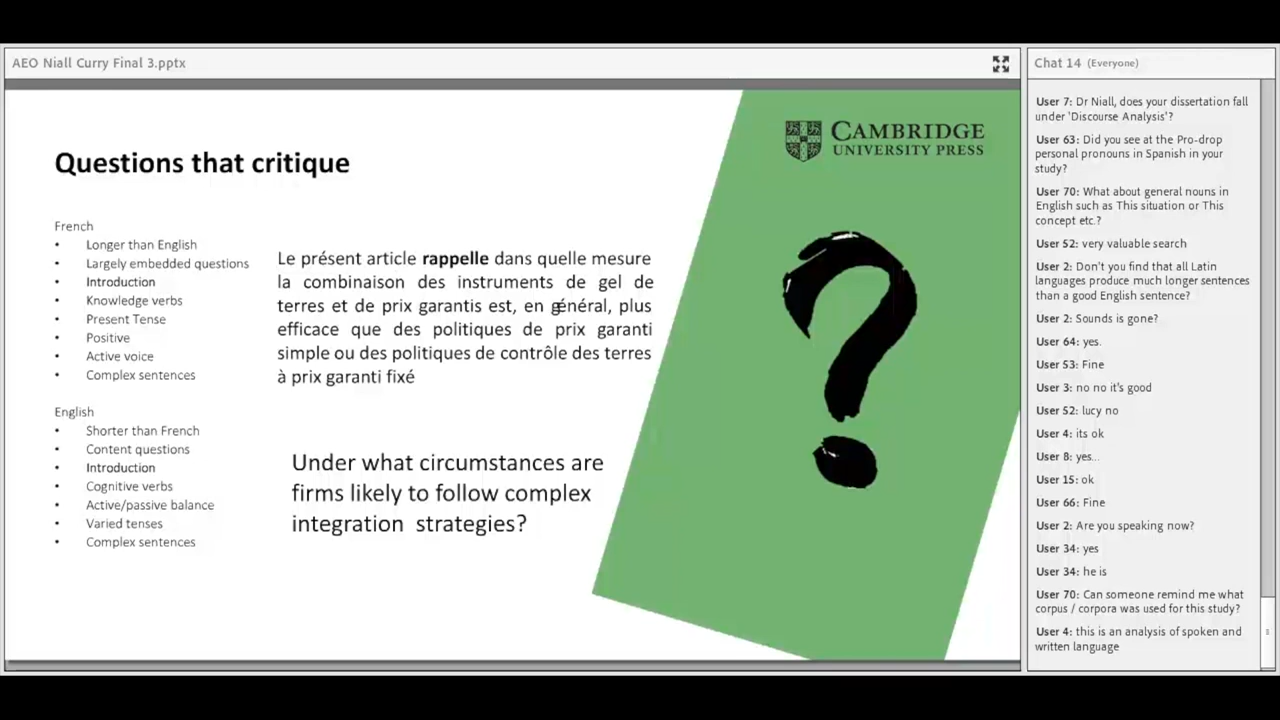 AEO Niall Curry Final 3.pptx
CAMBRIDGE
UNIVERSITY PRESS
Questions that critique
French
• Longer than English
• Largely embedded questions
• Introduction
• Knowledge verbs
• Present Tense
• Positive
• Active voice
• Complex sentences
Le présent article rappelle dans quelle mesure
la combinaison des instruments de gel de
terres et de prix garantis est, en général, plus
efficace que des politiques de prix garanti
simple ou des politiques de contrôle des terres
à prix garanti fixé
English
• Shorter than French
• Content questions
• Introduction
• Cognitive verbs
• Active/passive balance
• Varied tenses
• Complex sentences
Under what circumstances are
firms likely to follow complex
integration strategies?
Chat 14 (Everyone)
User 7: Dr Niall, does your dissertation fall
under 'Discourse Analysis'?
User 63: Did you see at the Pro-drop
personal pronouns in Spanish in your
study?
User 70: What about general nouns in
English such as This situation or This
concept etc.?
User 52: very valuable search
User 2: Don't you find that all Latin
languages produce much longer sentences
than a good English sentence?
User 2: Sounds is gone?
User 64: yes.
User 53: Fine
User 3: no no it's good
User 52: lucy no
User 4: its ok
User 8: yes...
User 15: ok
User 66: Fine
User 2: Are you speaking now?
User 34: yes
User 34: he is
User 70: Can someone remind me what
corpus / corpora was used for this study?
User 4: this is an analysis of spoken and
written language